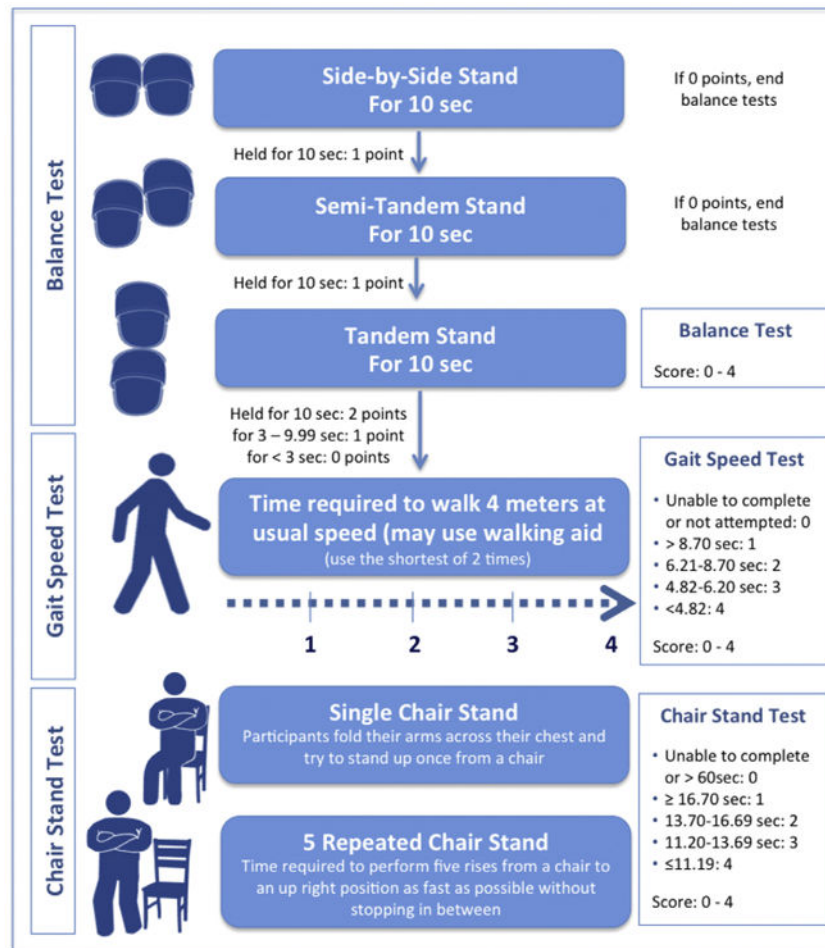 Balance Test
Side-by-Side Stand
For 10 sec
If 0 points, end
balance tests
Held for 10 sec: 1 point
Semi-Tandem Stand
For 10 sec
If 0 points, end
balance tests
Held for 10 sec: 1 point
Tandem Stand
For 10 sec
Balance Test
Score: 0 - 4
Held for 10 sec: 2 points
for 3 – 9.99 sec: 1 point
for < 3 sec: 0 points
Gait Speed Test
Time required to walk 4 meters at
usual speed (may use walking aid
(use the shortest of 2 times)
1 2 3 4
Gait Speed Test
• Unable to complete
or not attempted: 0
• > 8.70 sec: 1
• 6.21-8.70 sec: 2
• 4.82-6.20 sec: 3
• <4.82: 4
Score: 0 - 4
Chair Stand Test
Single Chair Stand
Participants fold their arms across their chest and
try to stand up once from a chair
5 Repeated Chair Stand
Time required to perform five rises from a chair to
an up right position as fast as possible without
stopping in between
Chair Stand Test
• Unable to complete
or > 60sec: 0
• ≥ 16.70 sec: 1
• 13.70-16.69 sec: 2
• 11.20-13.69 sec: 3
• ≤11.19: 4
Score: 0 - 4